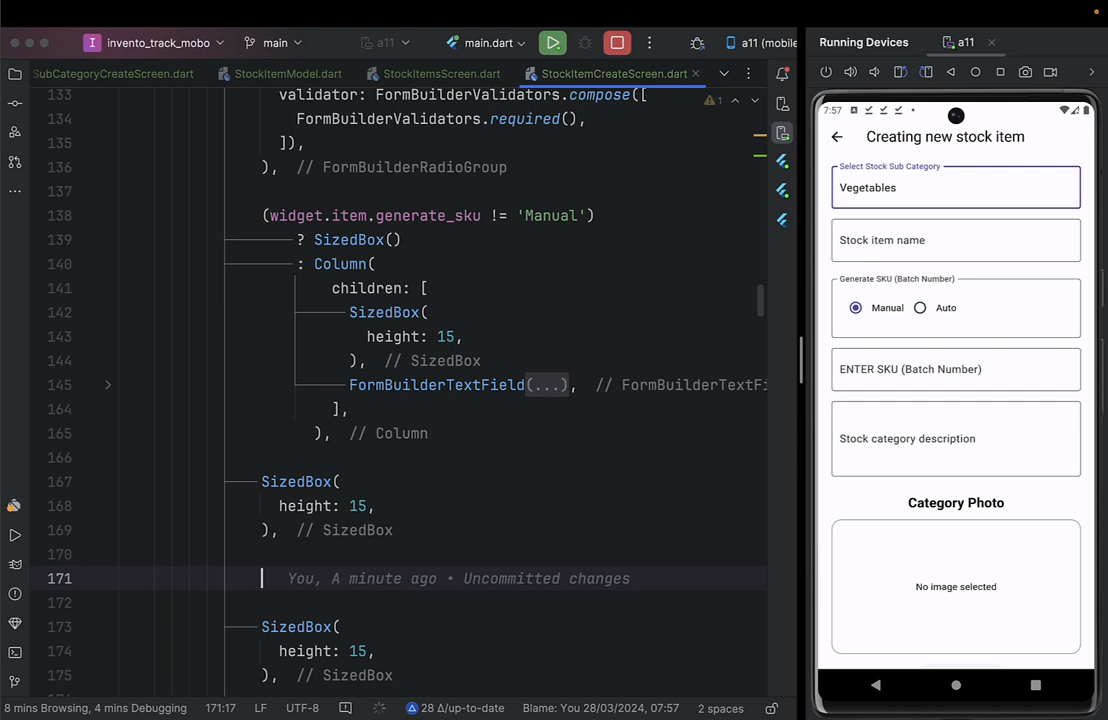 invento_track_mobo
main
a11
main.dart
a11 (mobile
Running Devices
a11
SubCategoryCreateScreen.dart
StockItemModel.dart
StockItemsScreen.dart
StockItemCreateScreen.dart
133 validator: FormBuilderValidators.compose([
134 FormBuilderValidators.required(),
135 ]),
136 ), // FormBuilderRadioGroup
137
138 (widget.item.generate_sku != 'Manual')
139 ? SizedBox()
140 : Column(
141 children: [
142 SizedBox(
143 height: 15,
144 ), // SizedBox
145 FormBuilderTextField(...), // FormBuilderTextFi
164 ],
165 ), // Column
166
167 SizedBox(
168 height: 15,
169 ), // SizedBox
170
171 You, A minute ago • Uncommitted changes
172
173 SizedBox(
174 height: 15,
175 ), // SizedBox
1
8 mins Browsing, 4 mins Debugging
171:17
LF
UTF-8
28 Δ/up-to-date
Blame: You 28/03/2024, 07:57
2 spaces
7:57
Creating new stock item
Select Stock Sub Category
Vegetables
Stock item name
Generate SKU (Batch Number)
Manual
Auto
ENTER SKU (Batch Number)
Stock category description
Category Photo
No image selected